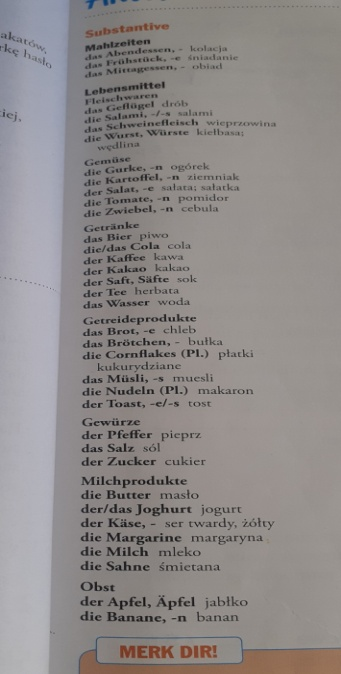 akarów,
rkę hasło
iej.
Substantive
Mahlzeiten
das Abendessen, - kolacja
das Frühstück, -e śniadanie
das Mittagessen, - obiad
Lebensmittel
Fleischwaren
das Geflügel drób
die Salami, -/-s salami
das Schweinefleisch wieprzowina
die Wurst, Würste kiełbasa;
wędlina
Gemüse
die Gurke, -n ogórek
die Kartoffel, -n ziemniak
der Salat, -e sałata; sałatka
die Tomate, -n pomidor
die Zwiebel, -n cebula
Getränke
das Bier piwo
die/das Cola cola
der Kaffee kawa
der Kakao kakao
der Saft, Säfte sok
der Tee herbata
das Wasser woda
Getreideprodukte
das Brot, -e chleb
das Brötchen, - bułka
die Cornflakes (Pl.) płatki
kukurydziane
das Müsli, -s muesli
die Nudeln (Pl.) makaron
der Toast, -e/-s tost
Gewürze
der Pfeffer pieprz
das Salz sól
der Zucker cukier
Milchprodukte
die Butter masło
der/das Joghurt jogurt
der Käse, - ser twardy, żółty
die Margarine margaryna
die Milch mleko
die Sahne śmietana
Obst
der Apfel, Äpfel jabłko
die Banane, -n banan
MERK DIR!